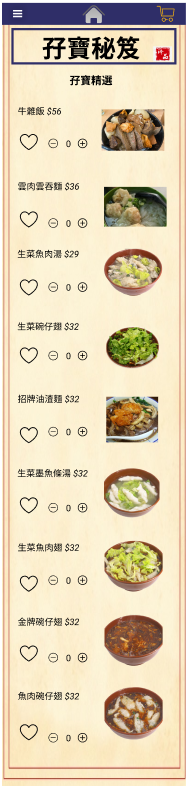 孖寶秘笈
孖寶精選
牛雜飯 $56
0
雲肉雲吞麵 $36
0
生菜魚肉湯 $29
0
生菜碗仔翅 $32
0
招牌油渣麵 $32
0
生菜墨魚條湯 $32
0
生菜魚肉翅 $32
0
金牌碗仔翅 $32
0
魚肉碗仔翅 $32
0